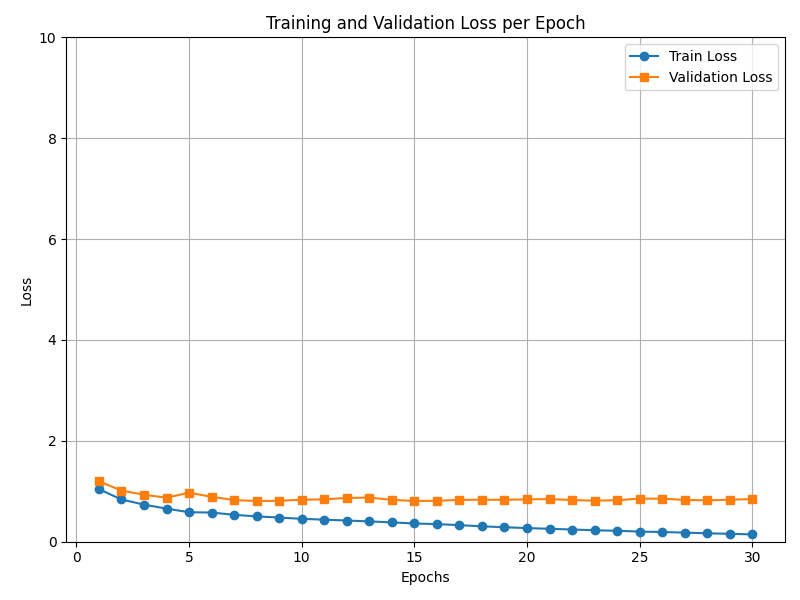 Training and Validation Loss per Epoch
Train Loss
Validation Loss
Loss
10
8
6
4
2
0
0 5 10 15 20 25 30
Epochs